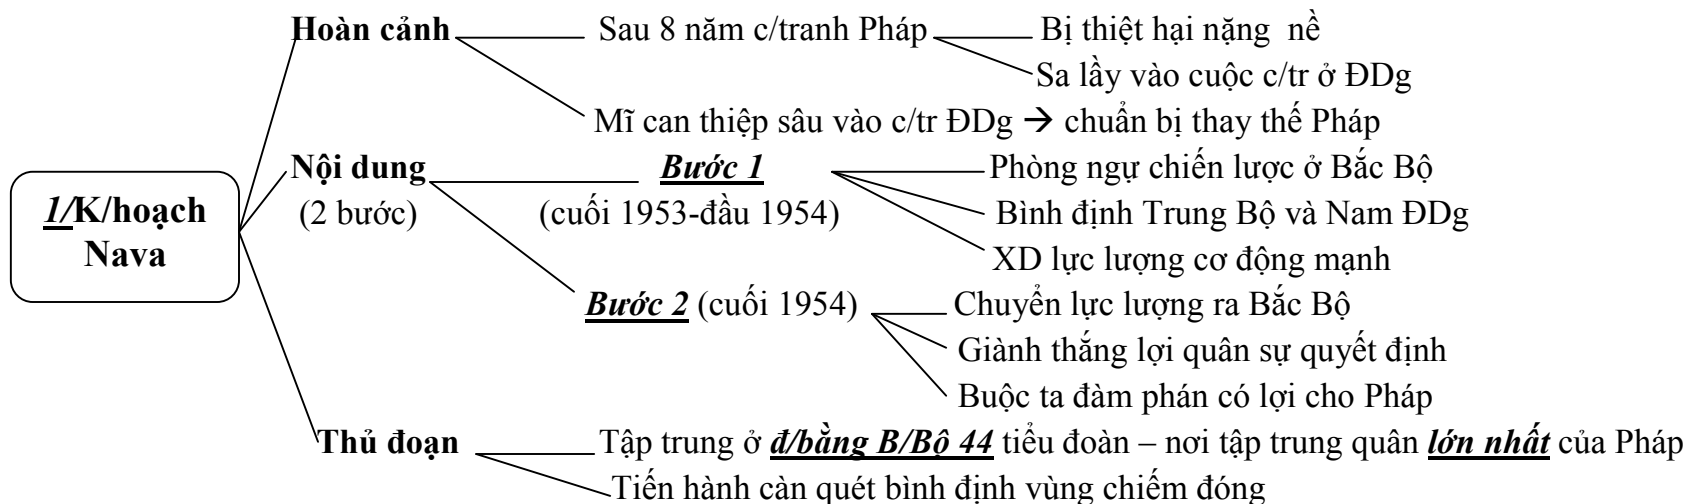 Hoàn cảnh Sau 8 năm c/tranh Pháp Bị thiệt hại nặng nề
Sa lầy vào cuộc c/tr ở ĐDg
Mĩ can thiệp sâu vào c/tr ĐDg → chuẩn bị thay thế Pháp
Nội dung Bước 1 Phòng ngự chiến lược ở Bắc Bộ
1/K/hoạch (2 bước) (cuối 1953-đầu 1954) Bình định Trung Bộ và Nam ĐDg
Nava XD lực lượng cơ động mạnh
Bước 2 (cuối 1954) Chuyển lực lượng ra Bắc Bộ
Giành thắng lợi quân sự quyết định
Buộc ta đàm phán có lợi cho Pháp
Thủ đoạn Tập trung ở đ/bằng B/Bộ 44 tiểu đoàn – nơi tập trung quân lớn nhất của Pháp
Tiến hành càn quét bình định vùng chiếm đóng